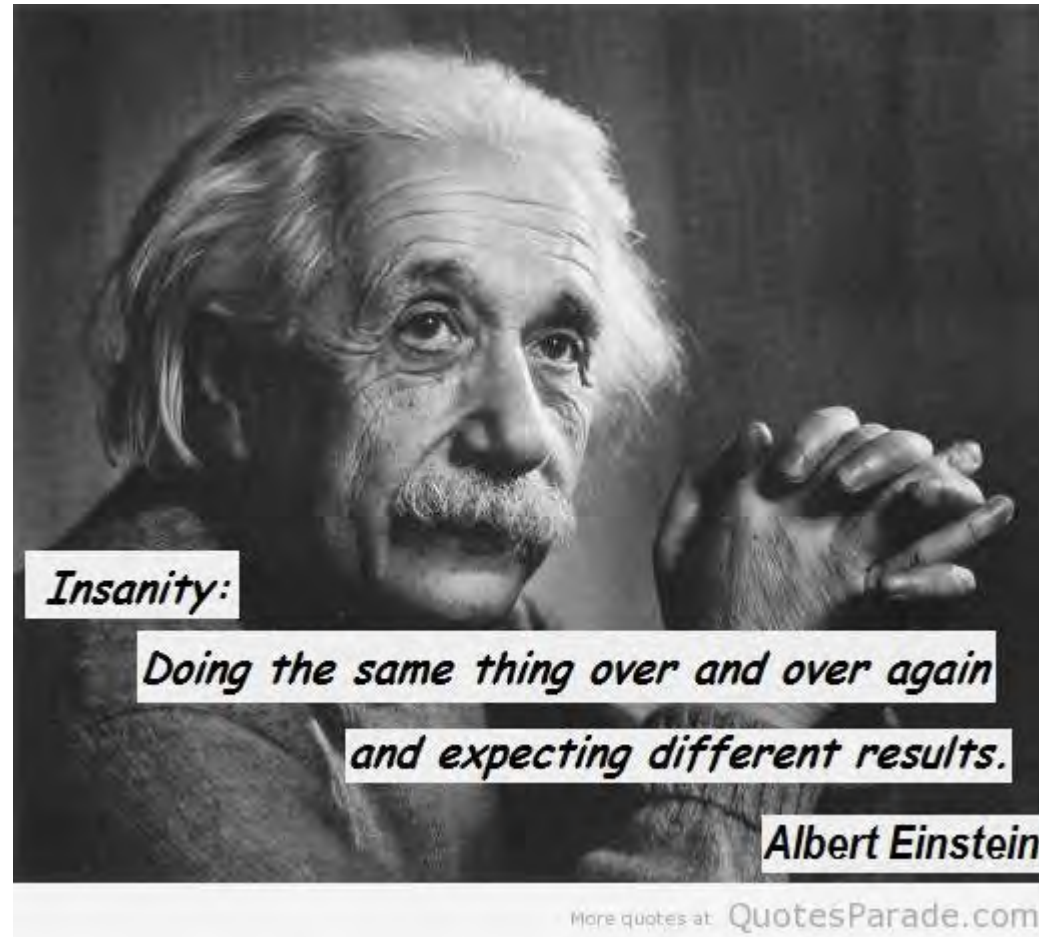 Insanity:
Doing the same thing over and over again
and expecting different results.
Albert Einstein
More quotes at QuotesParade.com